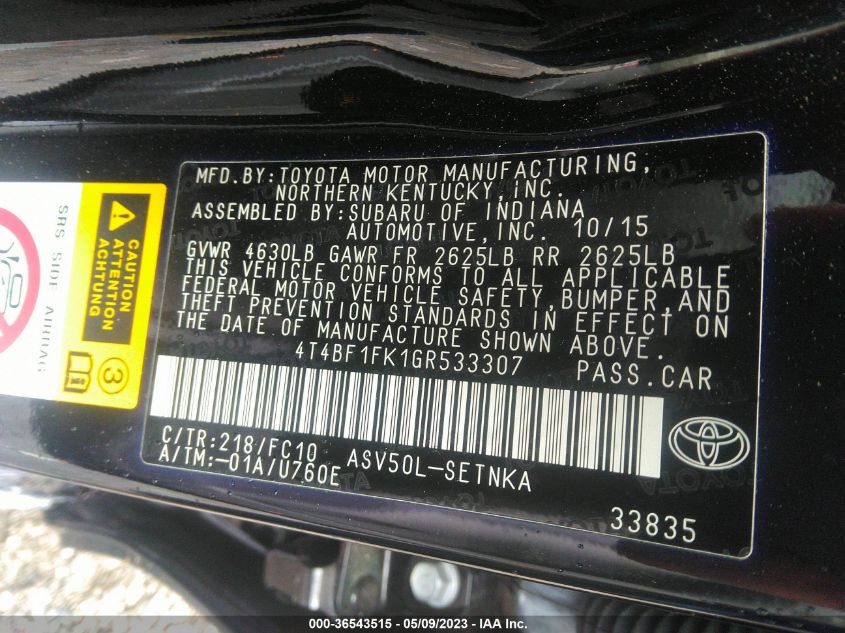 MFD.BY:TOYOTA MOTOR MANUFACTURING,
NORTHERN KENTUCKY,INC.
ASSEMBLED BY:SUBARU OF INDIANA
AUTOMOTIVE,INC. 10/15
GVWR 4630LB GAWR FR 2625LB RR 2625LB
THIS VEHICLE CONFORMS TO ALL APPLICABLE
FEDERAL MOTOR VEHICLE SAFETY,BUMPER,AND
THEFT PREVENTION STANDARDS IN EFFECT ON
THE DATE OF MANUFACTURE SHOWN ABOVE.
4T4BF1FK1GR533307 PASS.CAR
C/TR:218/FC10 ASV50L-SETNKA
A/TM:-01A/U760E
33835
SRS SIDE AIRBAG
CAUTION
ATTENTION
ACHTUNG
3
000-36543515 - 05/09/2023 - IAA Inc.